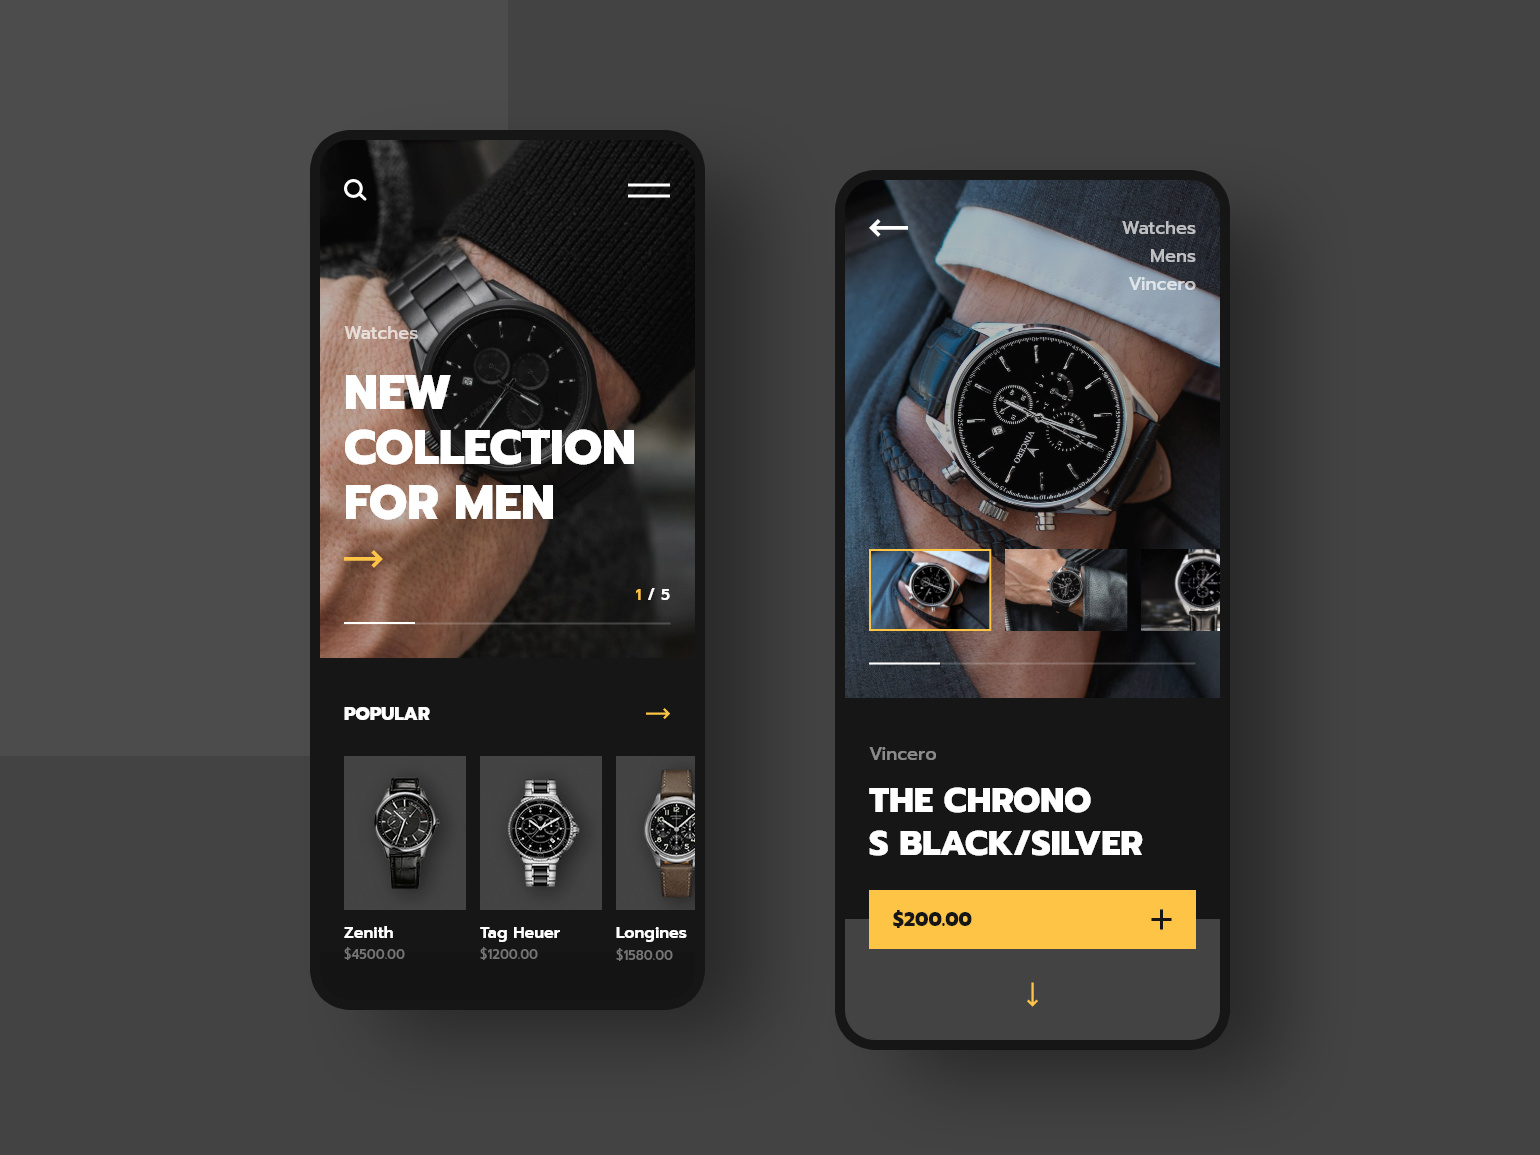 Watches
NEW
COLLECTION
FOR MEN
1 / 5
POPULAR
Zenith
$4500.00
Tag Heuer
$1200.00
Longines
$1580.00
Watches
Mens
Vincero
VINCERO
Vincero
THE CHRONO
S BLACK/SILVER
$200.00